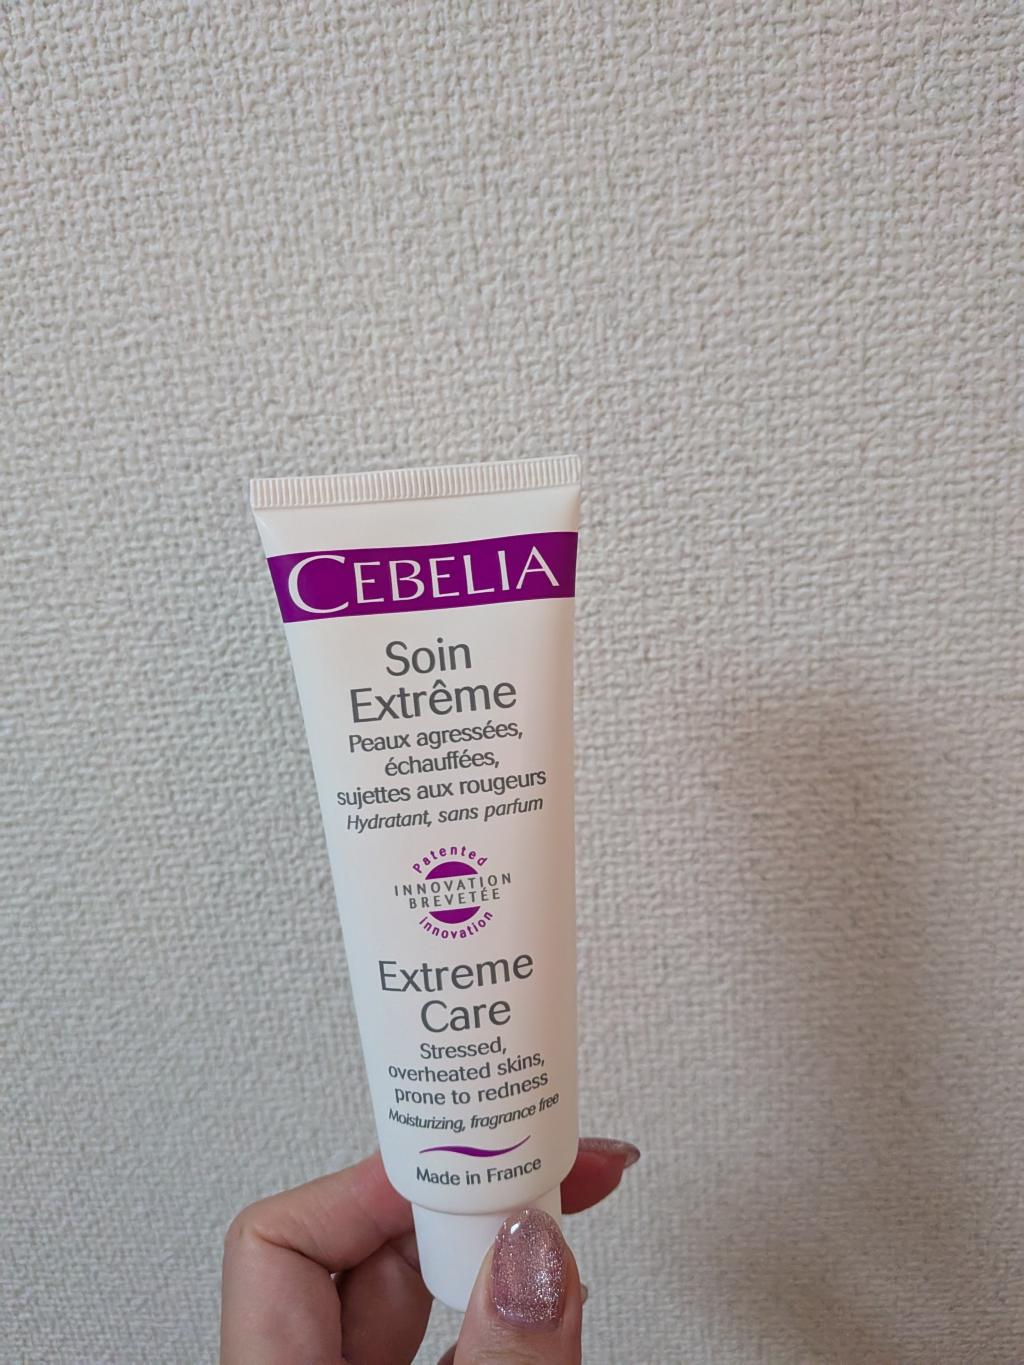 CEBELIA
Soin
Extrême
Peaux agressées,
échauffées,
sujettes aux rougeurs
Hydratant, sans parfum
Patented
INNOVATION
BREVETÉE
innovation
Extreme
Care
Stressed,
overheated skins,
prone to redness
Moisturizing, fragrance free
Made in France